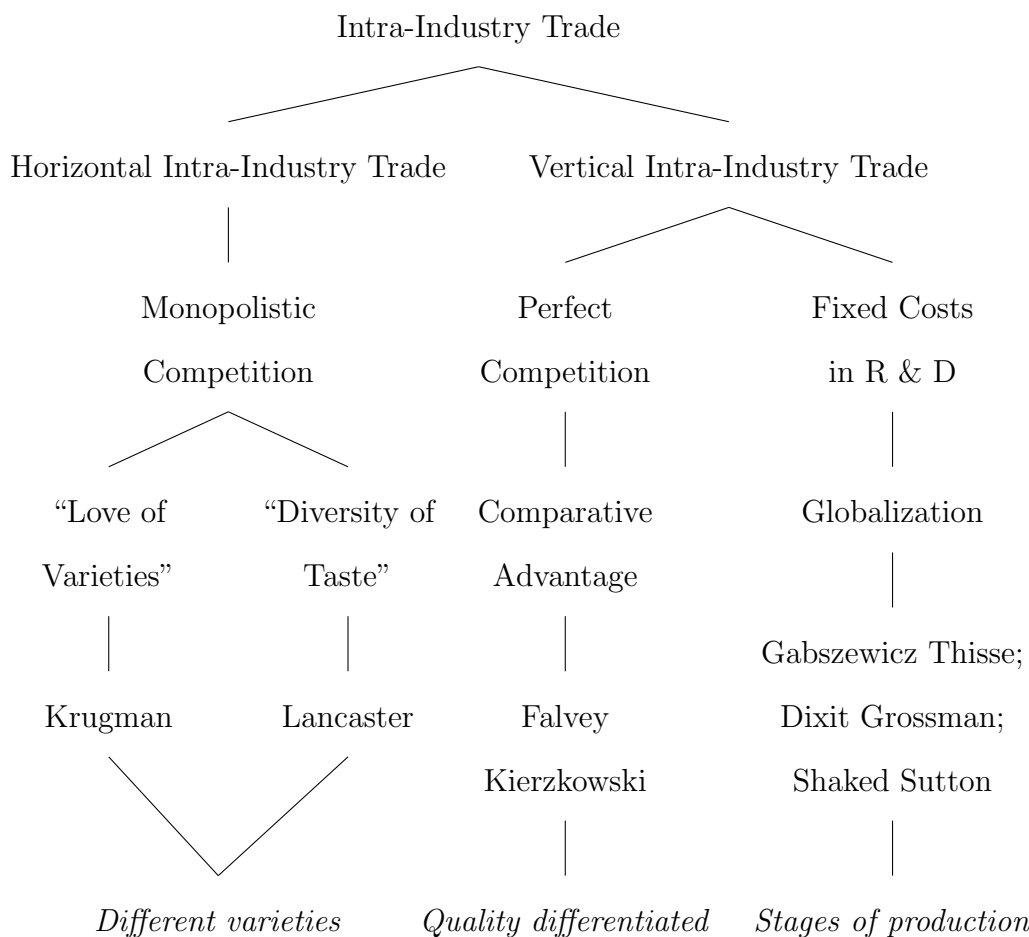 Intra-Industry Trade
Horizontal Intra-Industry Trade
Vertical Intra-Industry Trade
Monopolistic
Competition
Perfect
Competition
Fixed Costs
in R & D
“Love of
Varieties”
“Diversity of
Taste”
Comparative
Advantage
Globalization
Krugman
Lancaster
Falvey
Kierzkowski
Gabszewicz Thisse;
Dixit Grossman;
Shaked Sutton
Different varieties
Quality differentiated
Stages of production